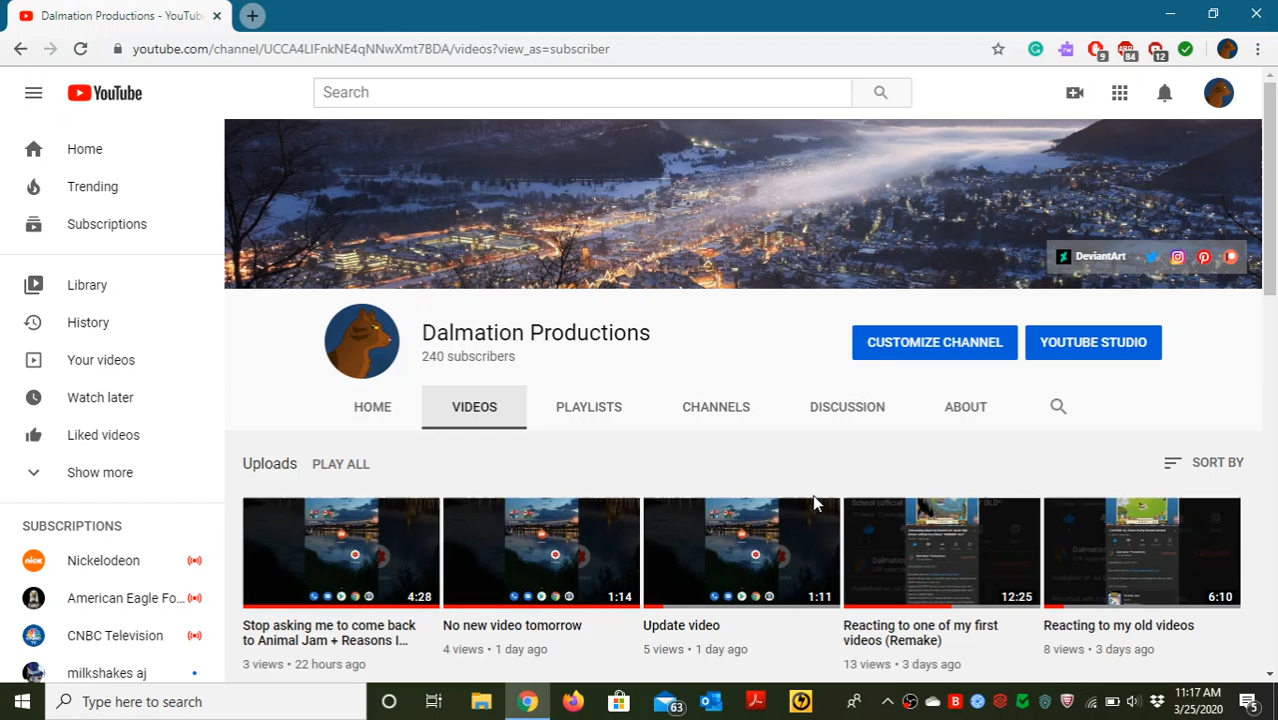 Dalmation Productions - YouTube
youtube.com/channel/UCCA4LIFnkNE4qNNwXmt7BDA/videos?view_as=subscriber
9
84
12
YouTube
Search
Home
Trending
Subscriptions
Library
History
Your videos
Watch later
Liked videos
Show more
SUBSCRIPTIONS
Nickelodeon
American Eagle Fo...
CNBC Television
milkshakes aj
DeviantArt
Dalmation Productions
240 subscribers
CUSTOMIZE CHANNEL
YOUTUBE STUDIO
HOME
VIDEOS
PLAYLISTS
CHANNELS
DISCUSSION
ABOUT
Uploads
PLAY ALL
SORT BY
5:28
1:14
1:11
12:25
6:10
Stop asking me to come back
to Animal Jam + Reasons I...
3 views • 22 hours ago
No new video tomorrow
4 views • 1 day ago
Update video
5 views • 1 day ago
Reacting to one of my first
videos (Remake)
13 views • 3 days ago
Reacting to my old videos
8 views • 3 days ago
Type here to search
63
11:17 AM
3/25/2020
5